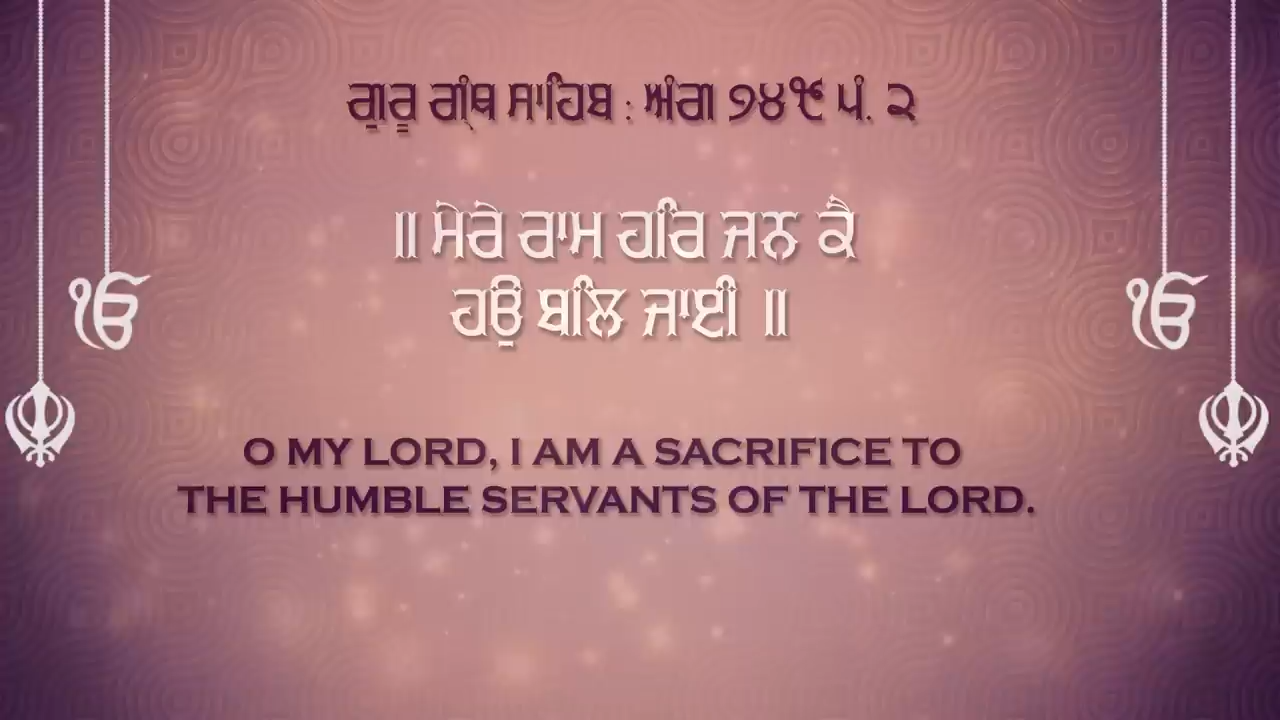 ਗੁਰੂ ਗ੍ਰੰਥ ਸਾਹਿਬ : ਅੰਗ ੭੪੯ ਪੰ. ੨
॥ ਮੇਰੇ ਰਾਮ ਹਰਿ ਜਨ ਕੈ
ਹਉ ਬਲਿ ਜਾਈ ॥
ੴ
ੴ
O MY LORD, I AM A SACRIFICE TO
THE HUMBLE SERVANTS OF THE LORD.